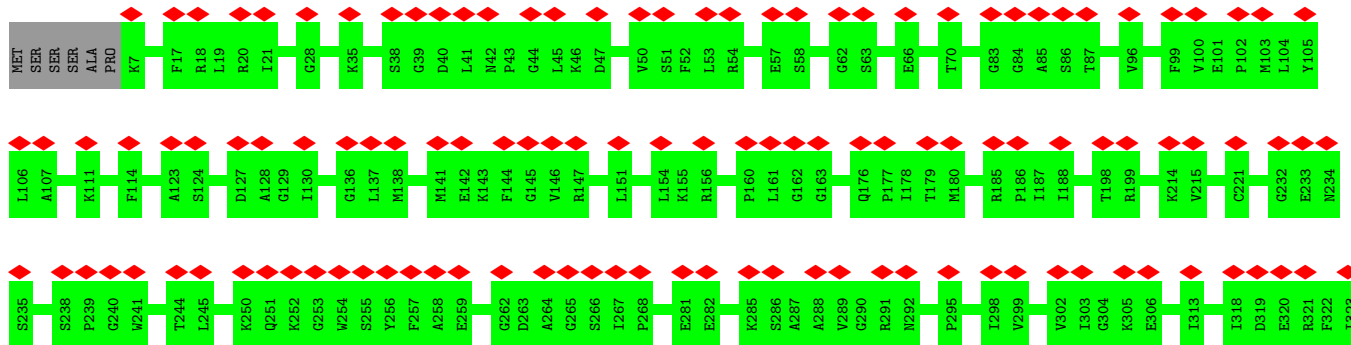 MET SER SER SER ALA PRO K7 F17 R18 L19 R20 I21 G28 K35 S38 G39 D40 L41 N42 P43 G44 L45 K46 D47 V50 S51 F52 L53 R54 E57 S58 G62 S63 E66 T70 G83 G84 A85 S86 T87 V96 F99 V100 E101 P102 M103 L104 Y105
L106 A107 K111 F114 A123 S124 D127 A128 G129 I130 G136 L137 M138 M141 E142 K143 F144 G145 V146 R147 L151 L154 K155 R156 P160 L161 G162 G163 Q176 P177 I178 T179 M180 R185 P186 I187 I188 T198 R199 K214 V215 C221 G232 E233 N234
S235 S238 P239 G240 W241 T244 L245 K250 Q251 K252 G253 W254 S255 Y256 F257 A258 E259 G262 D263 A264 G265 S266 I267 P268 E281 E282 K285 S286 A287 A288 V289 G290 R291 N292 P295 I298 V299 V302 I303 G304 K305 E306 I313 I318 D319 E320 R321 F322 I323